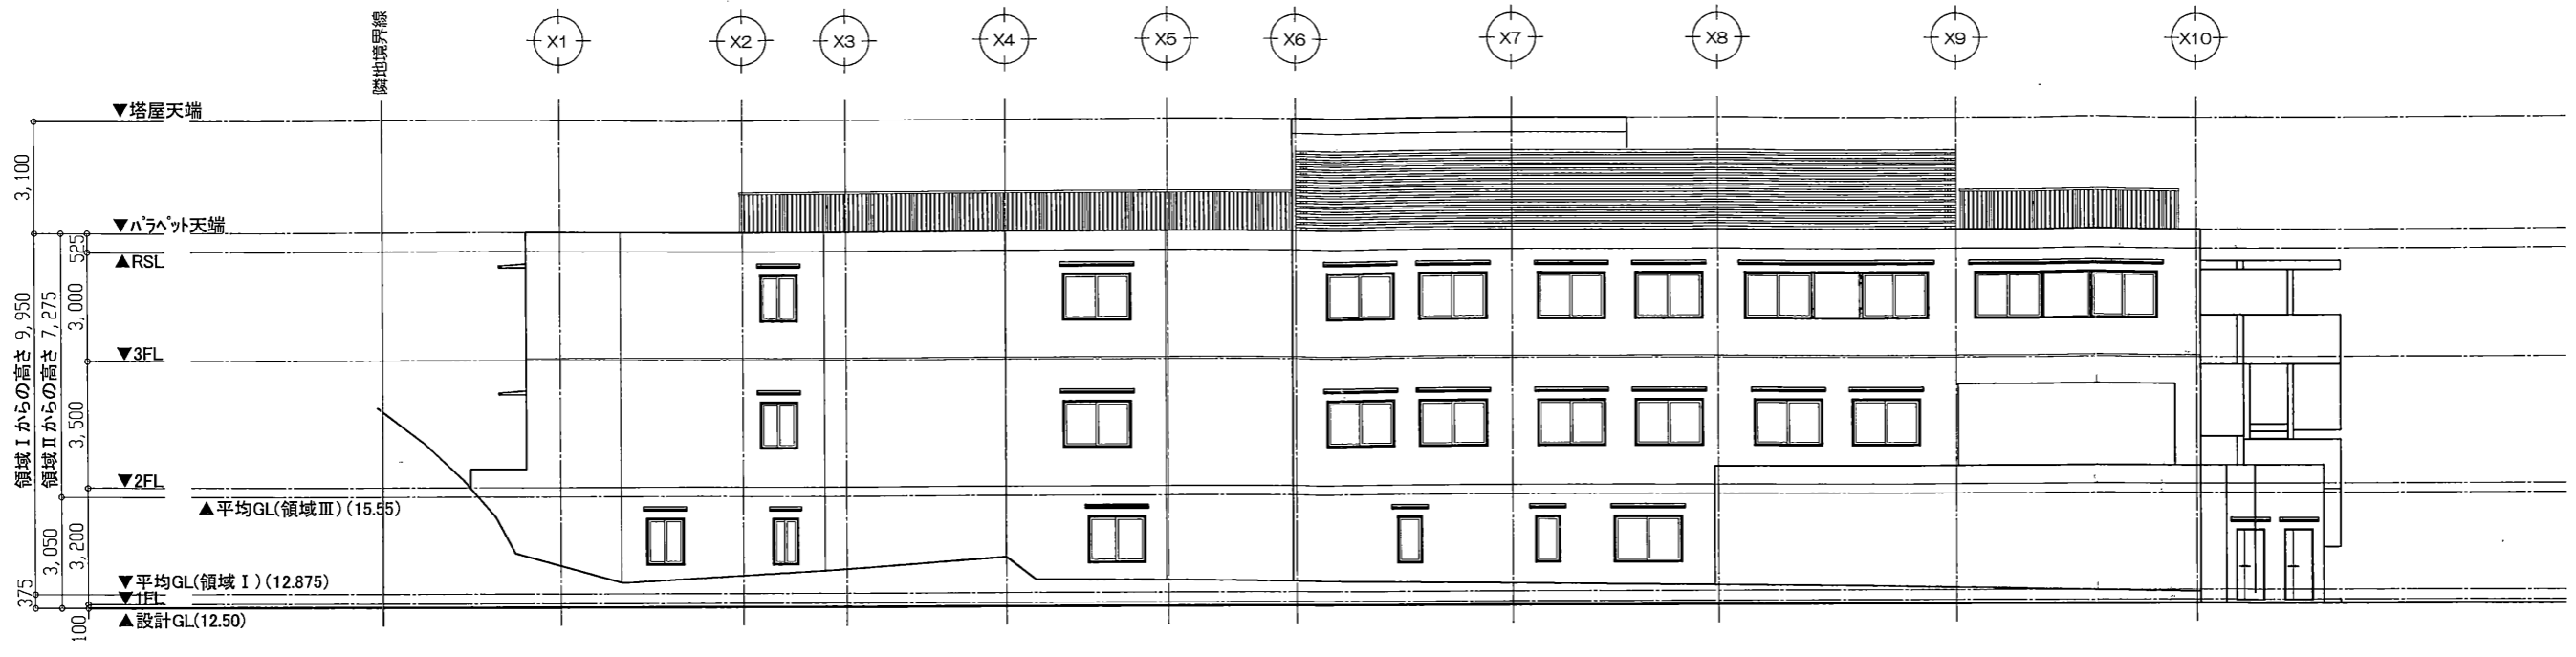 隣地境界線
X1 X2 X3 X4 X5 X6 X7 X8 X9 X10
▼塔屋天端
3,100
▼パラペット天端
525
▲RSL
3,000
領域Ⅰからの高さ 9,950
領域Ⅱからの高さ 7,275
▼3FL
3,500
▼2FL
▲平均GL(領域Ⅲ)(15.55)
3,050
3,200
▼平均GL(領域Ⅰ)(12.875)
375
▼1FL
▲設計GL(12.50)
100